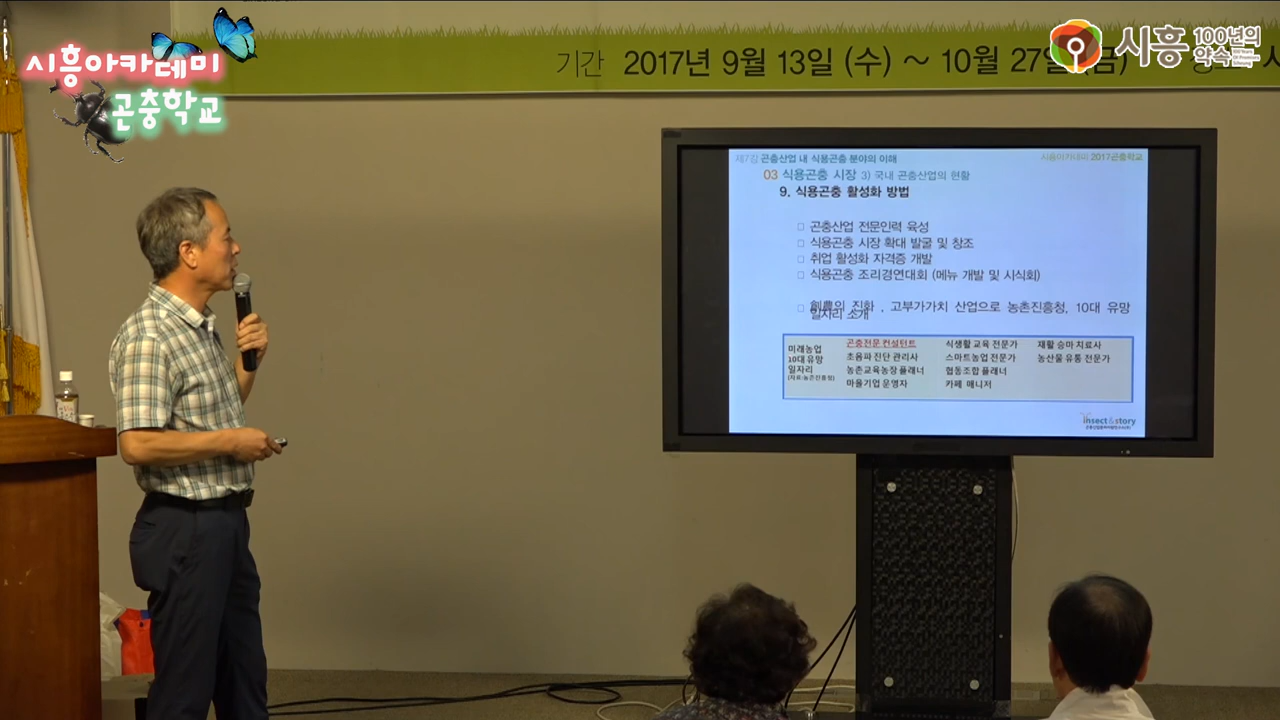 시흥아카데미
곤충학교
기간 2017년 9월 13일 (수) ~ 10월 27일(금)
시흥 100년의
약속
제7강 곤충산업 내 식용곤충 분야의 이해
시흥아카데미 2017곤충학교
03 식용곤충 시장 3) 국내 곤충산업의 현황
9. 식용곤충 활성화 방법
□ 곤충산업 전문인력 육성
□ 식용곤충 시장 확대 발굴 및 창조
□ 취업 활성화 자격증 개발
□ 식용곤충 조리경연대회 (메뉴 개발 및 시식회)
□ 創農의 진화 , 고부가가치 산업으로 농촌진흥청, 10대 유망
일자리 소개
미래농업
10대 유망
일자리
(자료:농촌진흥청)
곤충전문 컨설턴트 식생활 교육 전문가 재활 승마 치료사
초음파 진단 관리사 스마트농업 전문가 농산물 유통 전문가
농촌교육농장 플래너 협동조합 플래너
마을기업 운영자 카페 매니저
insect&story